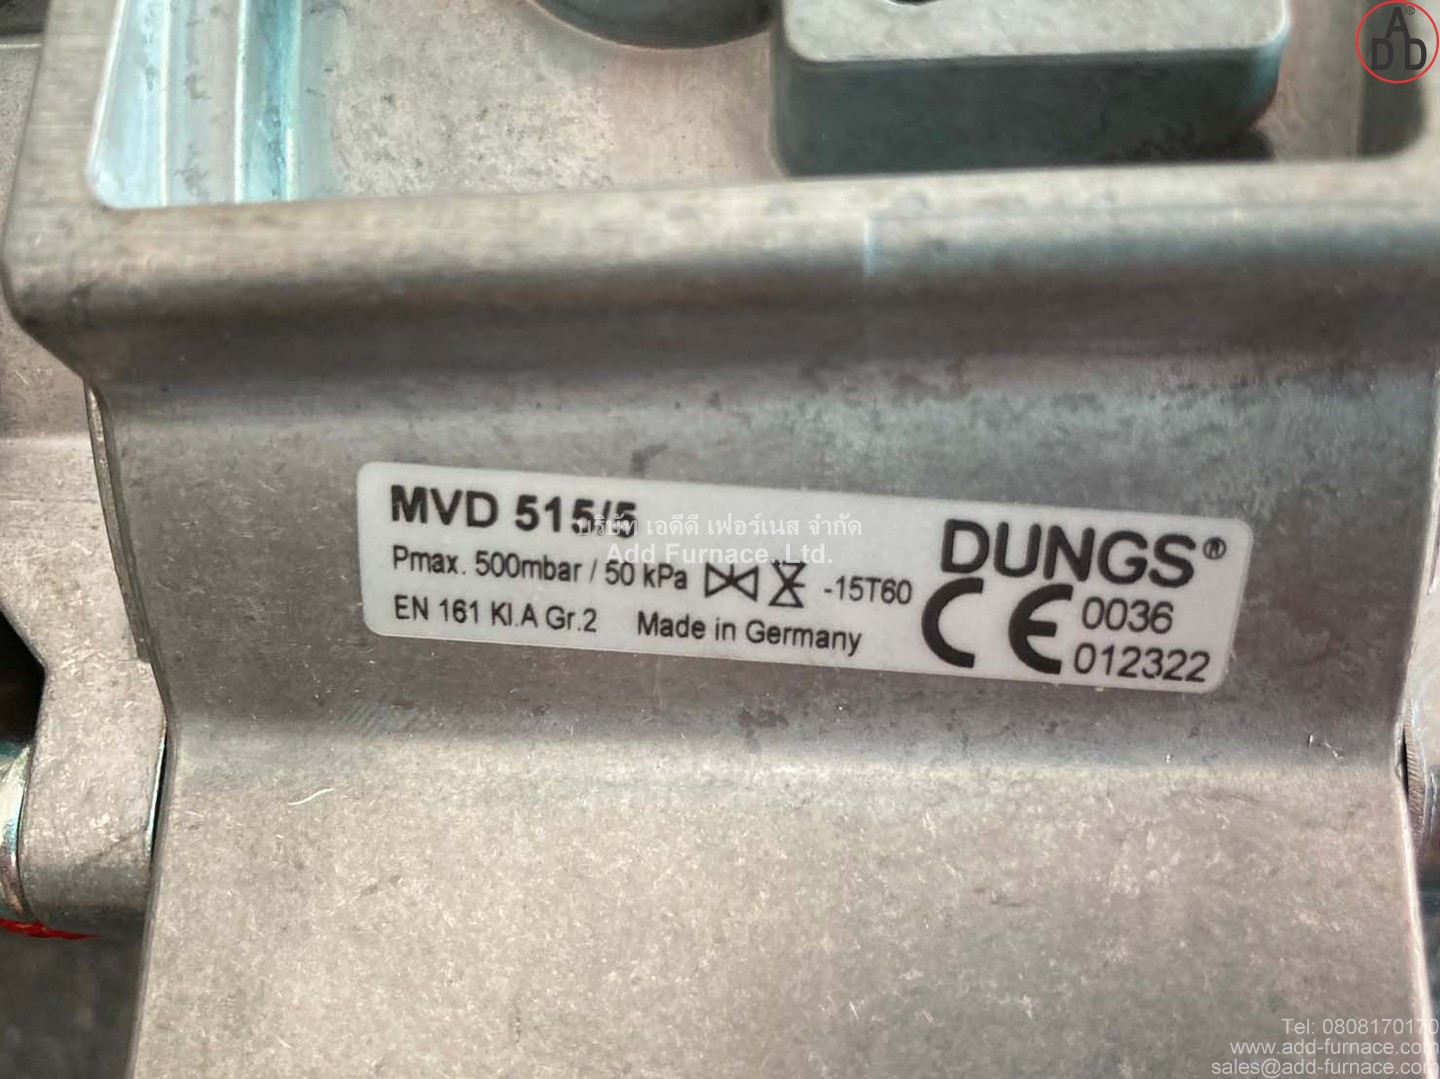 ADD®
MVD 515/5
DUNGS®
Pmax. 500mbar / 50 kPa -15T60
EN 161 Kl.A Gr.2 Made in Germany
CE 0036
012322
บริษัท เอดีดี เฟอร์เนส จำกัด
Add Furnace.,Ltd.
Tel: 0808170170
www.add-furnace.com
sales@add-furnace.com